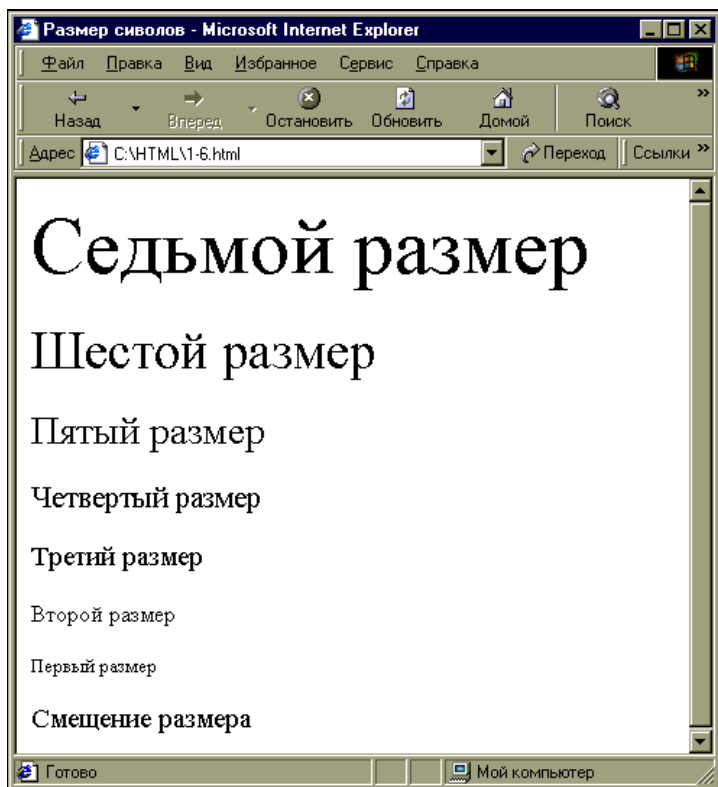 Размер сиволов - Microsoft Internet Explorer
Файл Правка Вид Избранное Сервис Справка
Назад Вперед Остановить Обновить Домой Поиск »
Адрес C:\HTML\1-6.html Переход Ссылки »
Седьмой размер
Шестой размер
Пятый размер
Четвертый размер
Третий размер
Второй размер
Первый размер
Смещение размера
Готово Мой компьютер